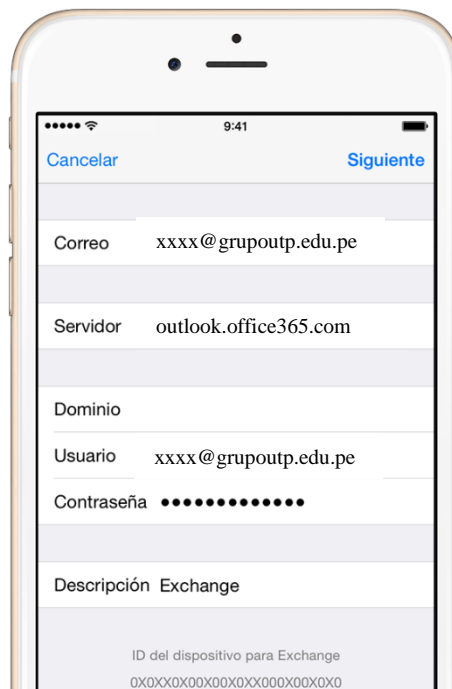 9:41
Cancelar Siguiente
Correo xxxx@grupoutp.edu.pe
Servidor outlook.office365.com
Dominio
Usuario xxxx@grupoutp.edu.pe
Contraseña •••••••••••••
Descripción Exchange
ID del dispositivo para Exchange
0X0XX0X00X00X0XX000X00X0X0